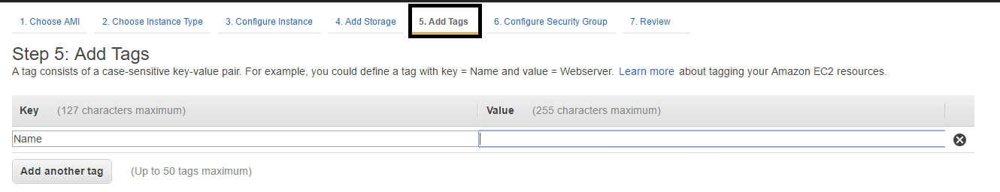 1. Choose AMI 2. Choose Instance Type 3. Configure Instance 4. Add Storage 5. Add Tags 6. Configure Security Group 7. Review
Step 5: Add Tags
A tag consists of a case-sensitive key-value pair. For example, you could define a tag with key = Name and value = Webserver. Learn more about tagging your Amazon EC2 resources.
Key (127 characters maximum) Value (255 characters maximum)
Name
Add another tag (Up to 50 tags maximum)